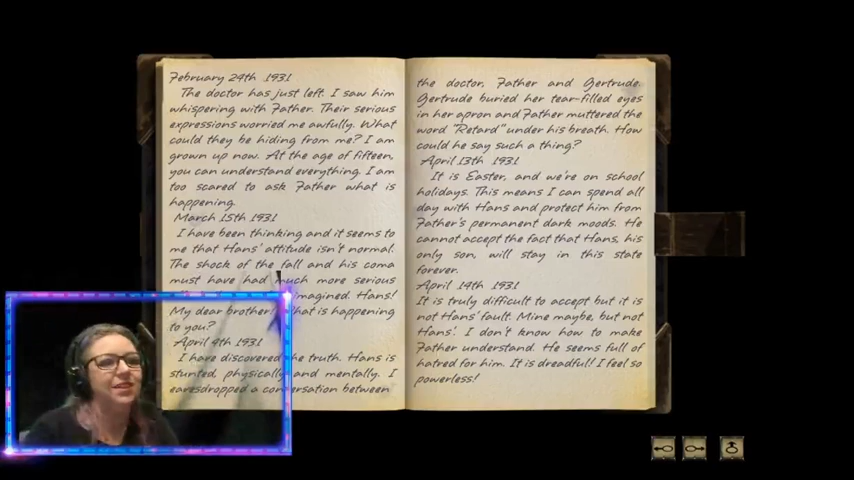 February 24th 1931
The doctor has just left. I saw him
whispering with Father. Their serious
expressions worried me awfully. What
could they be hiding from me? I am
grown up now. At the age of fifteen,
you can understand everything. I am
too scared to ask Father what is
happening.
March 15th 1931
I have been thinking and it seems to
me that Hans' attitude isn't normal.
The shock of the fall and his coma
must have had much more serious
imagined. Hans!
My dear brother! What is happening
to you?
April 4th 1931
I have discovered the truth. Hans is
stunted, physically and mentally. I
eavesdropped a conversation between
the doctor, Father and Gertrude.
Gertrude buried her tear-filled eyes
in her apron and Father muttered the
word "Retard" under his breath. How
could he say such a thing?
April 13th 1931
It is Easter, and we're on school
holidays. This means I can spend all
day with Hans and protect him from
Father's permanent dark moods. He
cannot accept the fact that Hans, his
only son, will stay in this state
forever.
April 14th 1931
It is truly difficult to accept but it is
not Hans' fault. Mine maybe, but not
Hans'. I don't know how to make
Father understand. He seems full of
hatred for him. It is dreadful! I feel so
powerless!